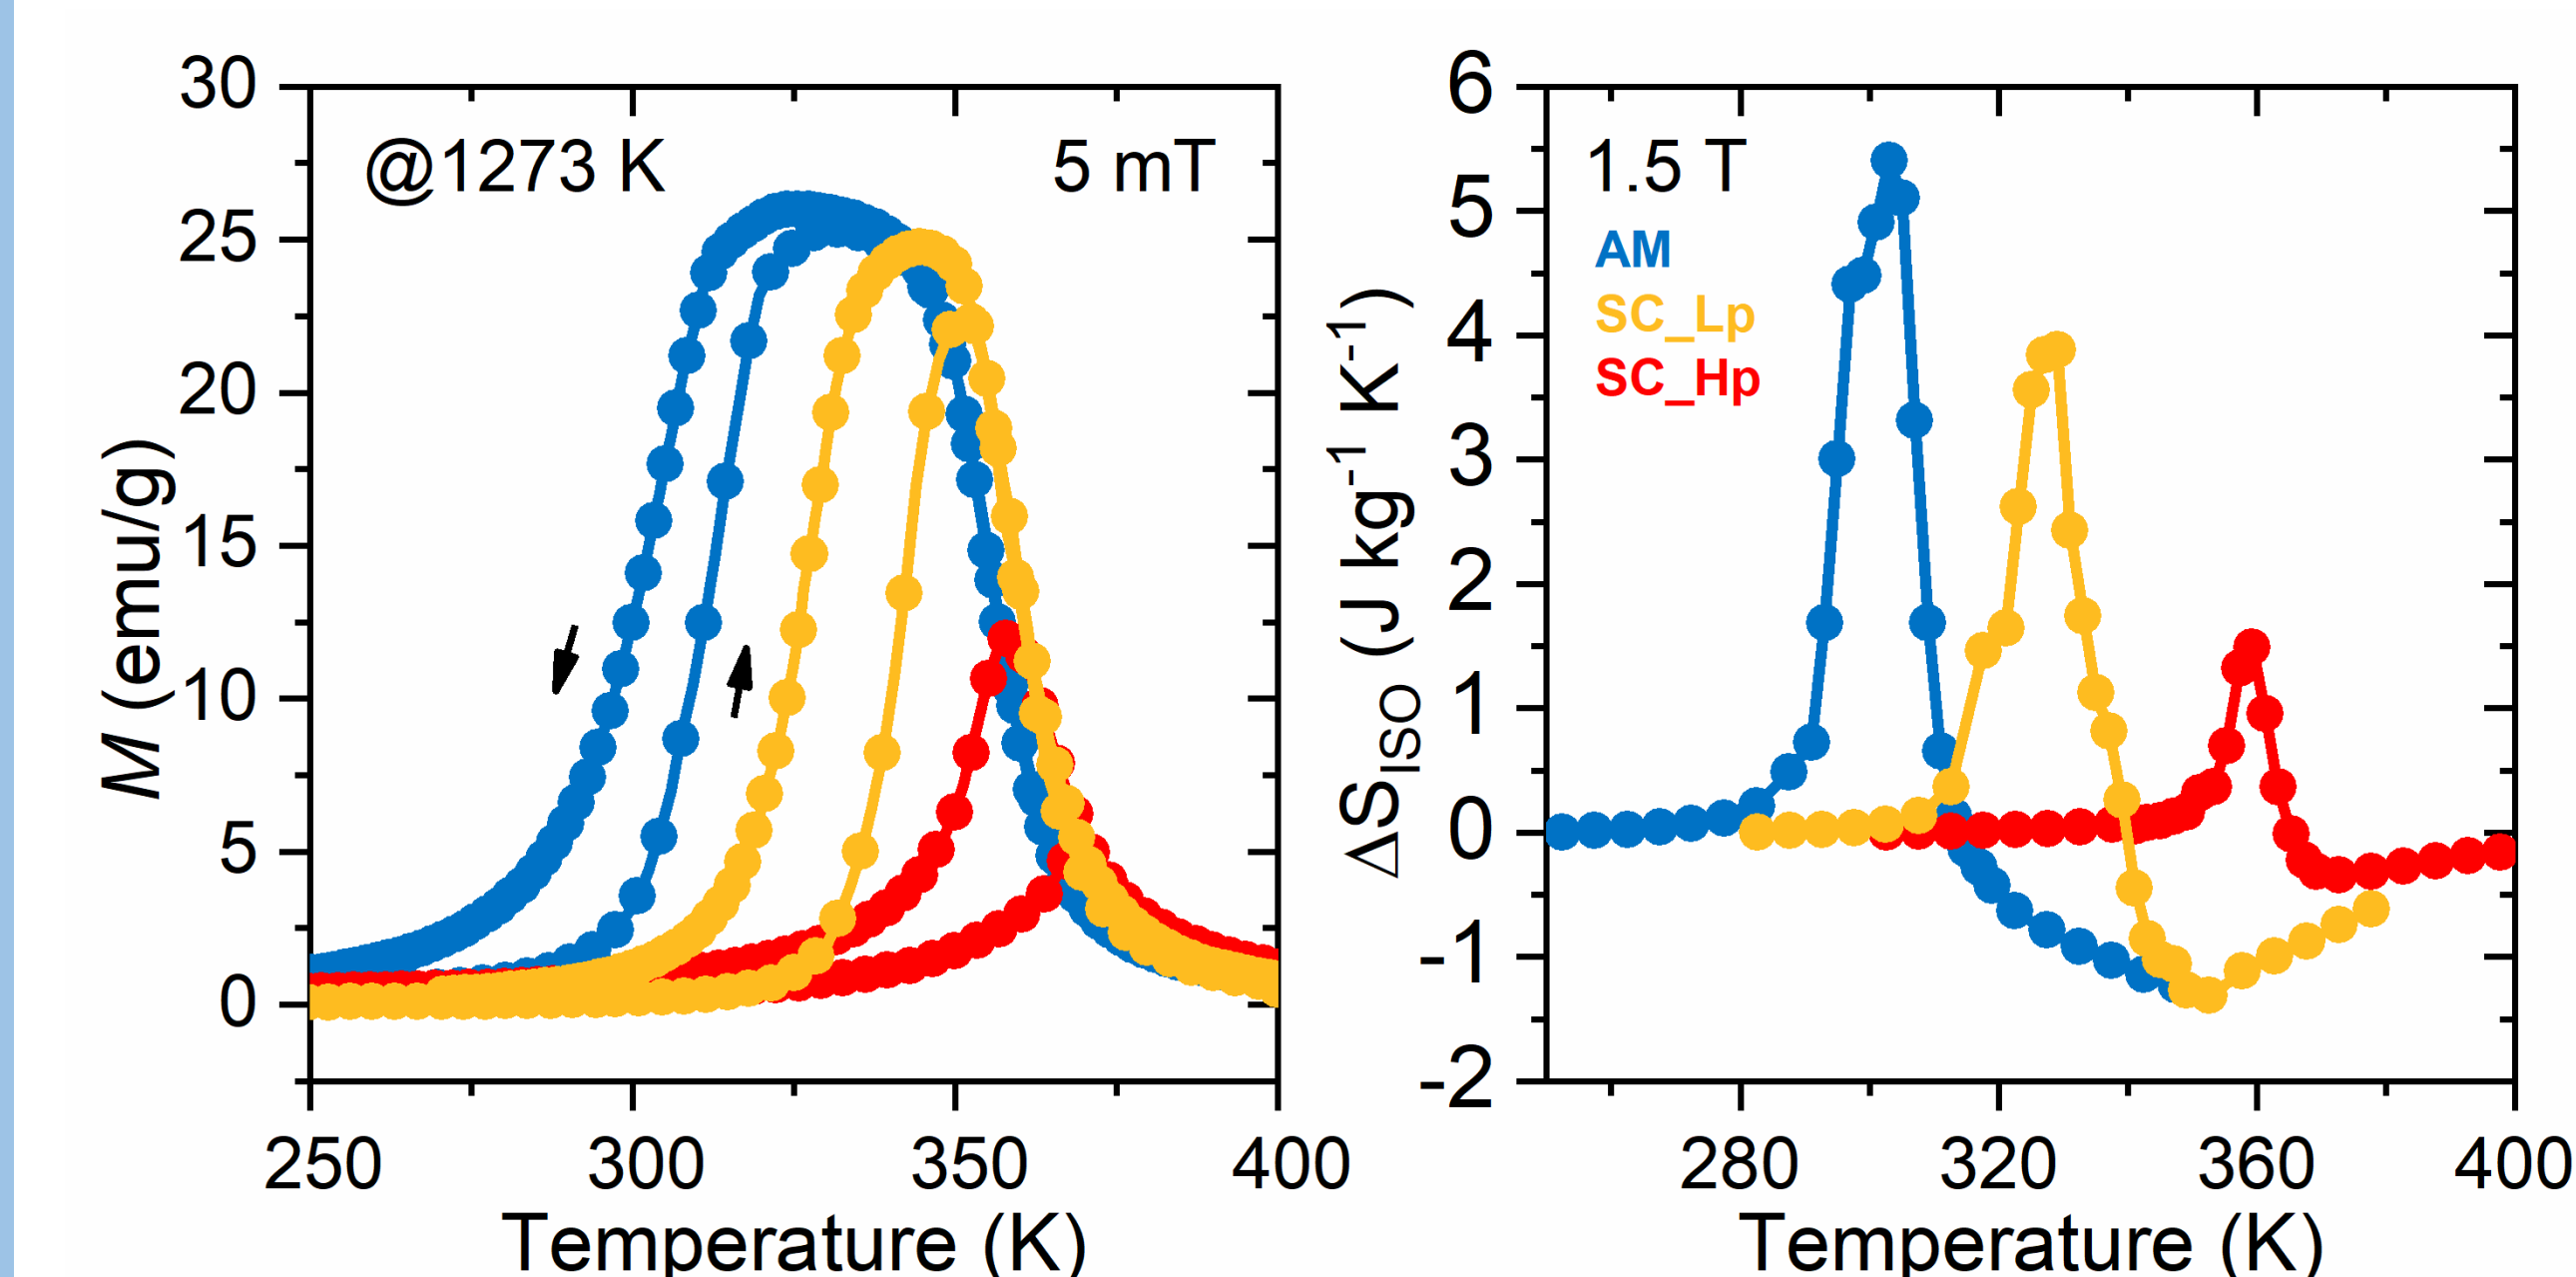 30
25
20
15
10
5
0
M (emu/g)
@1273 K
5 mT
250
300
350
400
Temperature (K)
6
5
4
3
2
1
0
-1
-2
ΔS_ISO (J kg⁻¹ K⁻¹)
1.5 T
AM
SC_Lp
SC_Hp
280
320
360
400
Temperature (K)